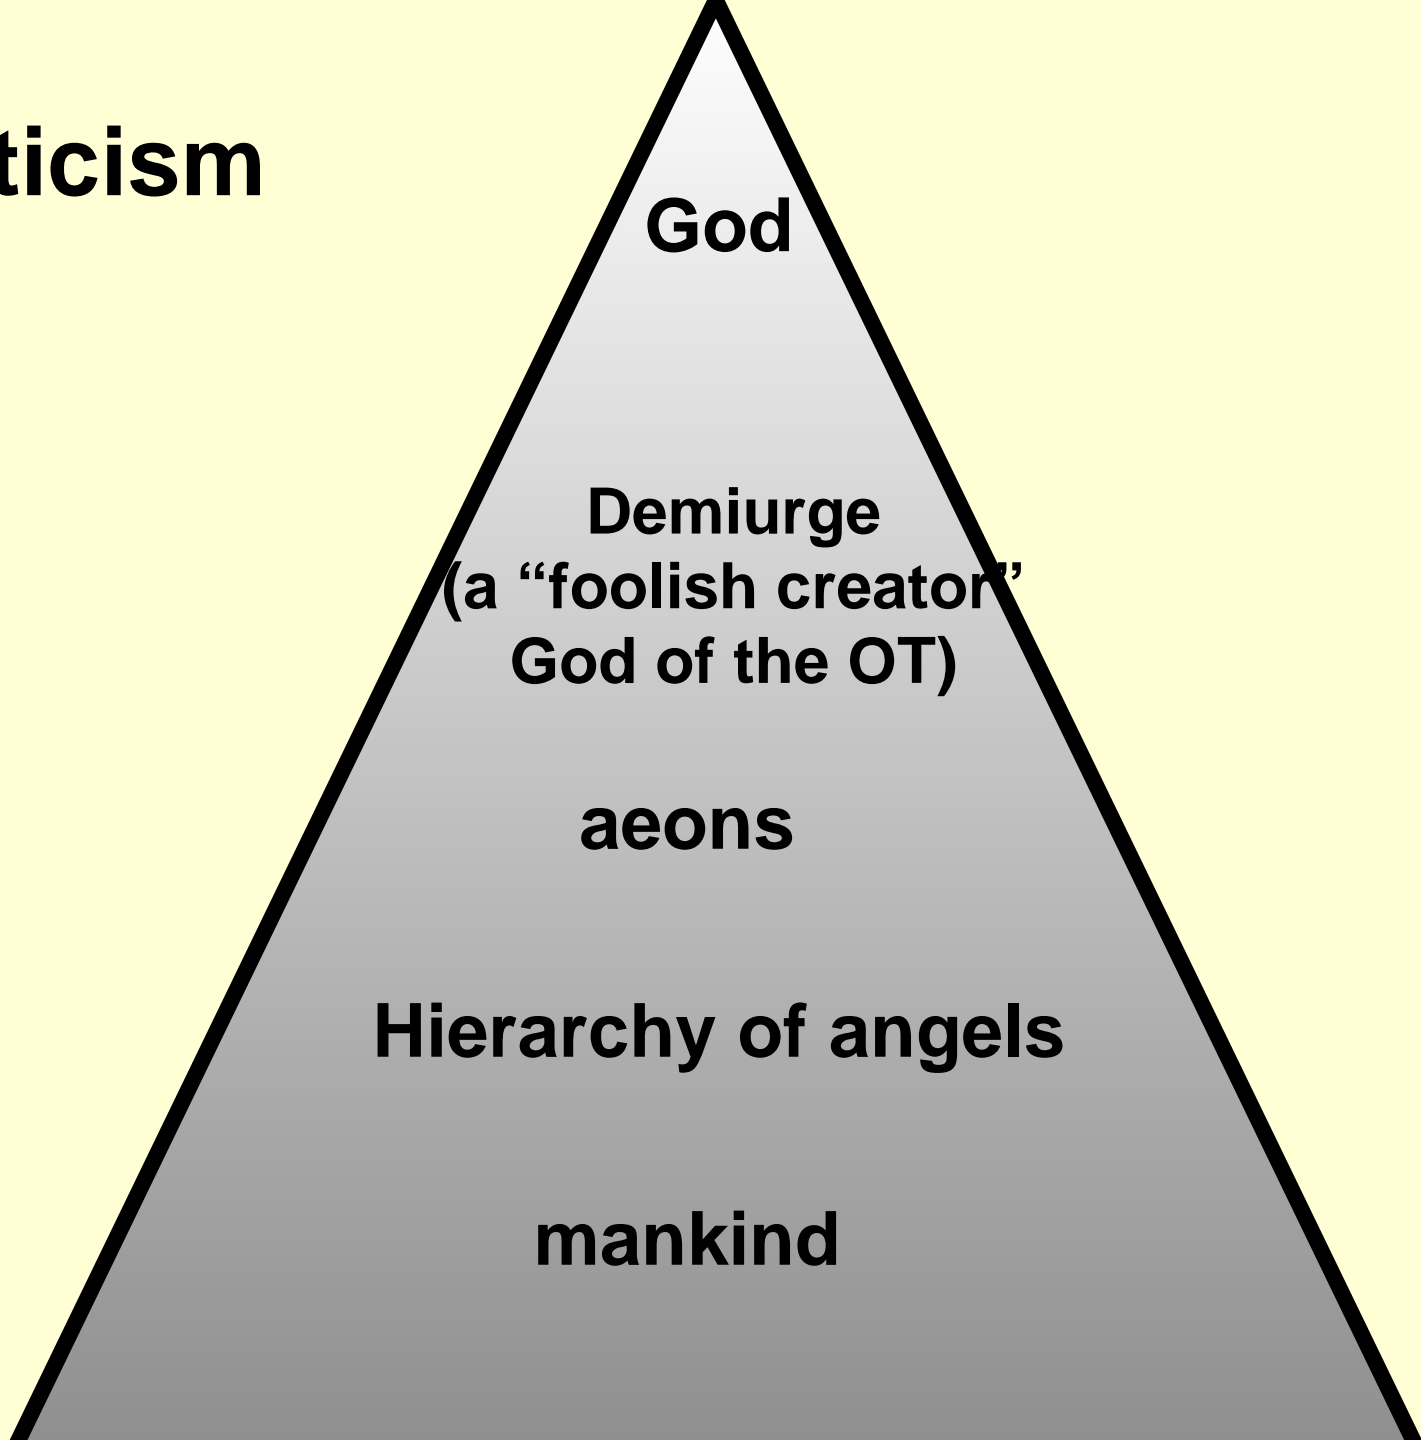 ticism
God
Demiurge
(a “foolish creator”
God of the OT)
aeons
Hierarchy of angels
mankind